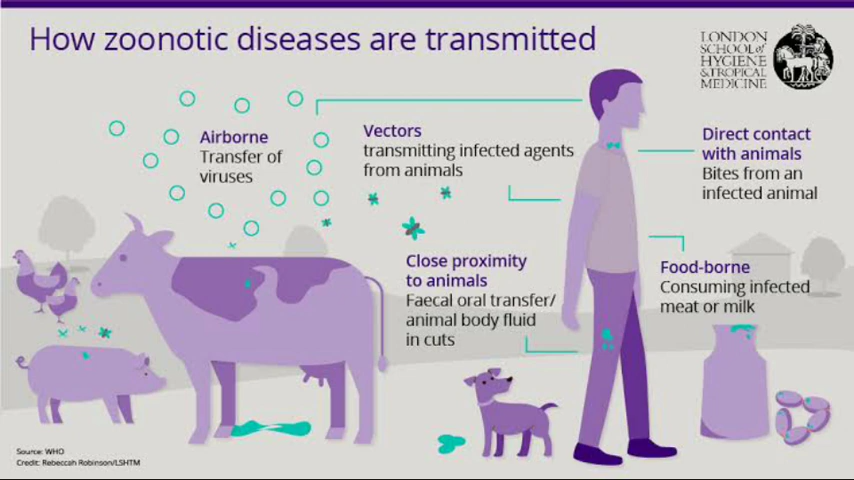 How zoonotic diseases are transmitted
LONDON
SCHOOL of
HYGIENE
& TROPICAL
MEDICINE
Airborne
Transfer of
viruses
Vectors
transmitting infected agents
from animals
Direct contact
with animals
Bites from an
infected animal
Close proximity
to animals
Faecal oral transfer/
animal body fluid
in cuts
Food-borne
Consuming infected
meat or milk
Source: WHO
Credit: Rebeccah Robinson/LSHTM